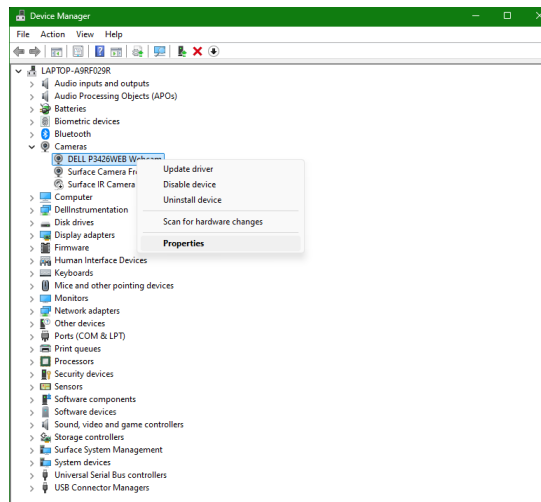 Device Manager
File Action View Help
LAPTOP-A9RF029R
Audio inputs and outputs
Audio Processing Objects (APOs)
Batteries
Biometric devices
Bluetooth
Cameras
DELL P3426WEB Webcam
Surface Camera Fr
Surface IR Camera
Update driver
Disable device
Uninstall device
Scan for hardware changes
Properties
Computer
DellInstrumentation
Disk drives
Display adapters
Firmware
Human Interface Devices
Keyboards
Mice and other pointing devices
Monitors
Network adapters
Other devices
Ports (COM & LPT)
Print queues
Processors
Security devices
Sensors
Software components
Software devices
Sound, video and game controllers
Storage controllers
Surface System Management
System devices
Universal Serial Bus controllers
USB Connector Managers